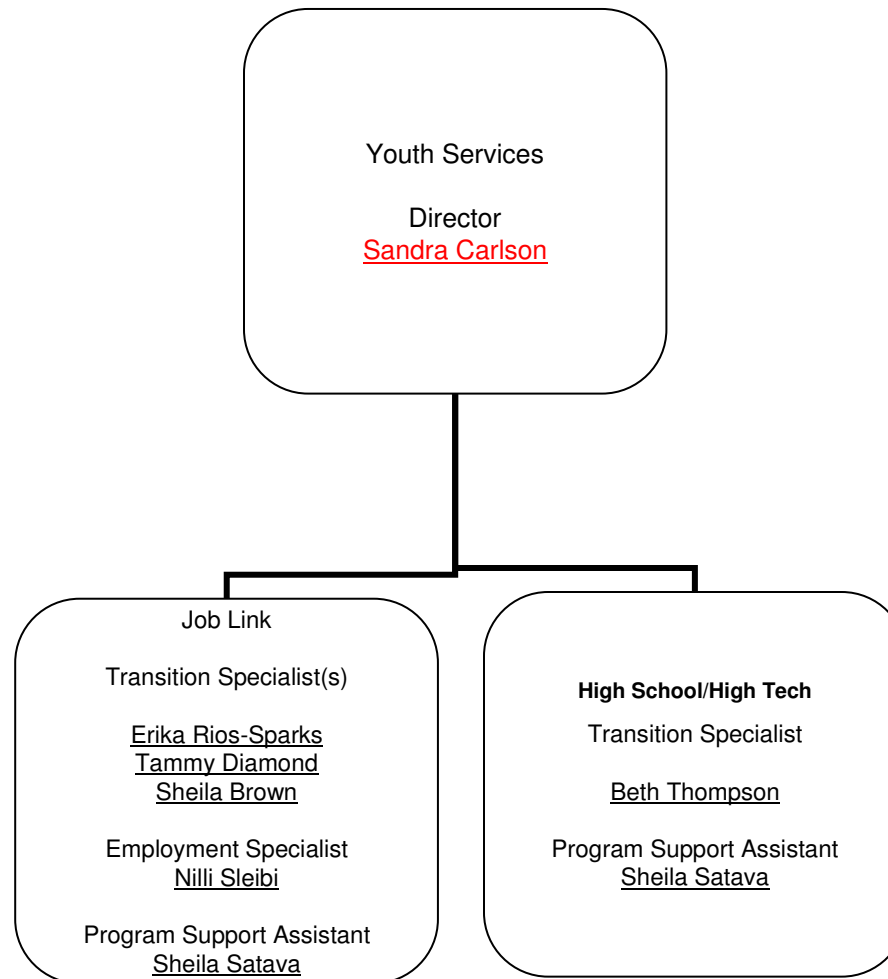 Youth Services
Director
Sandra Carlson
Job Link
Transition Specialist(s)
Erika Rios-Sparks
Tammy Diamond
Sheila Brown
Employment Specialist
Nilli Sleibi
Program Support Assistant
Sheila Satava
High School/High Tech
Transition Specialist
Beth Thompson
Program Support Assistant
Sheila Satava